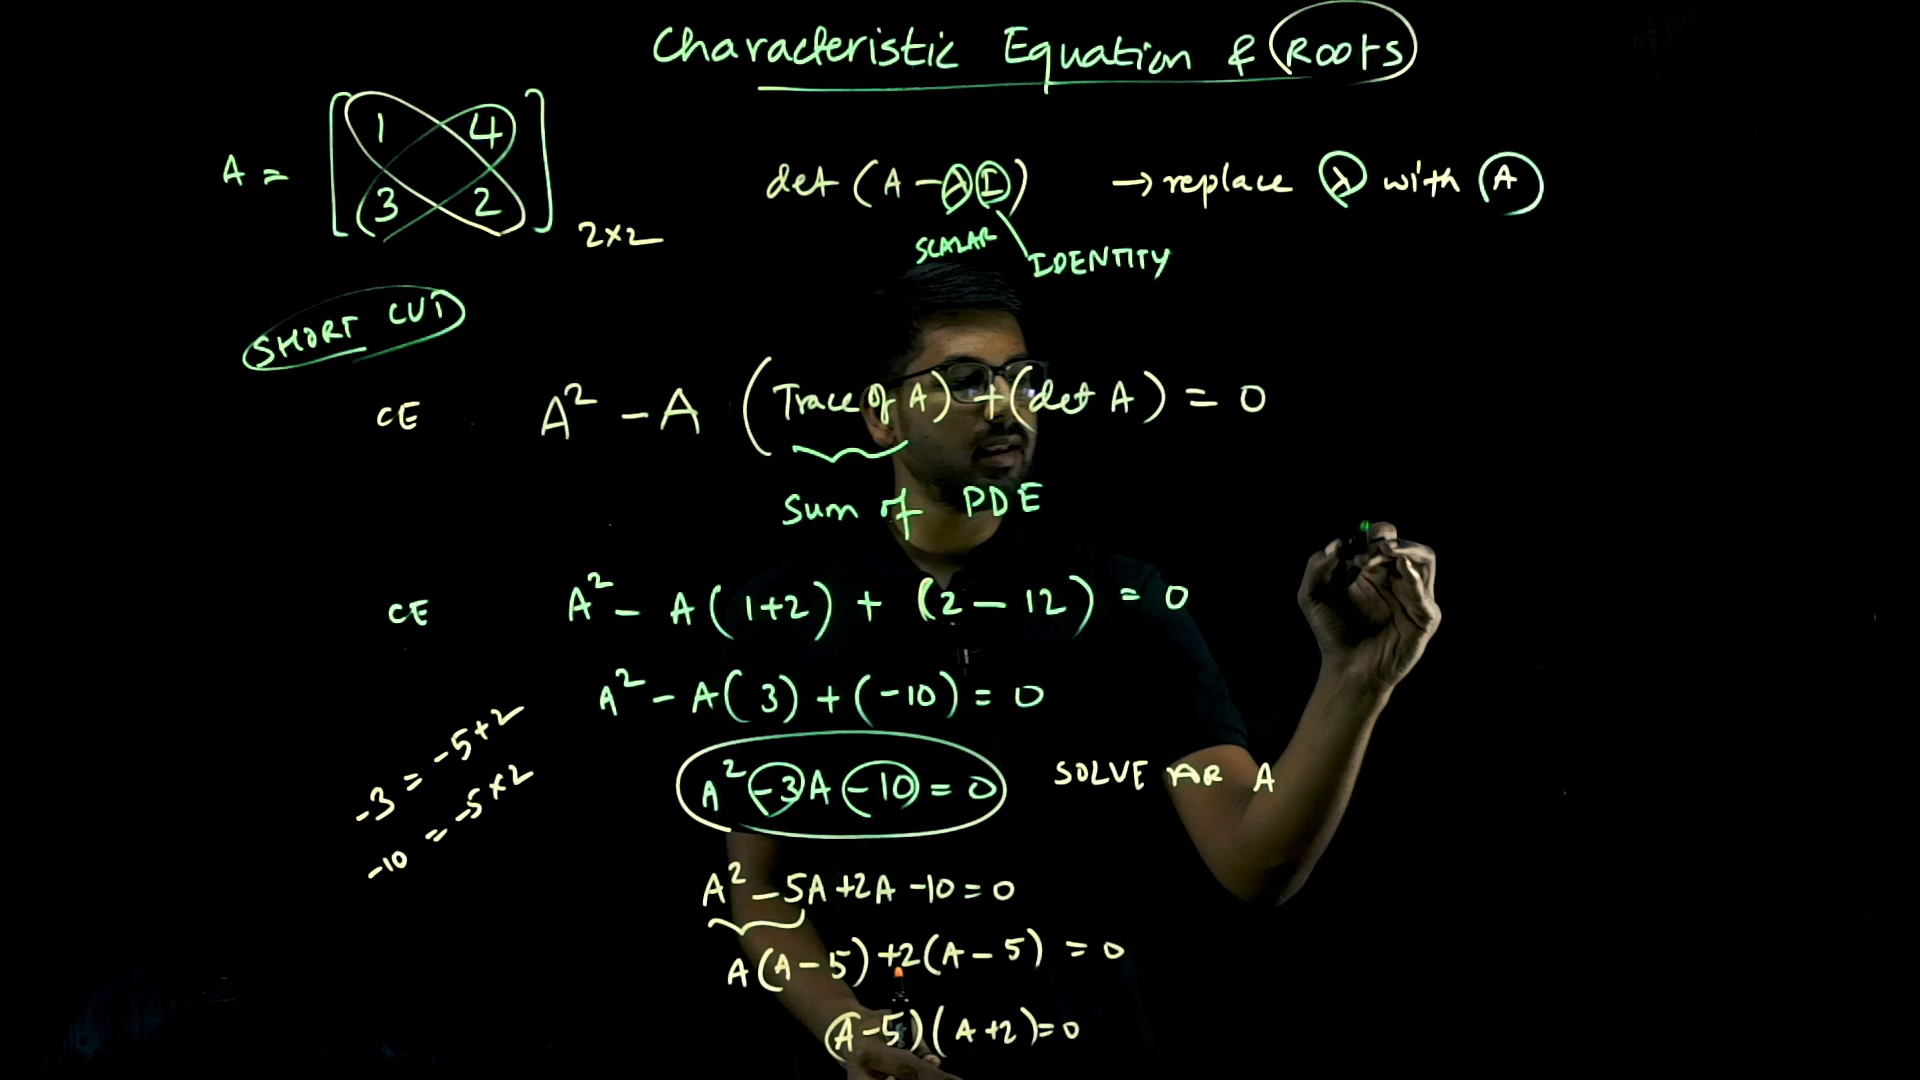 Characteristic Equation & Roots
A = [1 4
3 2] 2×2
det (A - λI) → replace λ with A
SCALAR
IDENTITY
SHORT CUT
CE A² - A (Trace of A) + (det A) = 0
Sum of PDE
CE A² - A(1+2) + (2 - 12) = 0
A² - A(3) + (-10) = 0
-3 = -5+2
-10 = -5×2
A² -3A -10 = 0 SOLVE A
A² - 5A + 2A - 10 = 0
A(A - 5) + 2(A - 5) = 0
(A - 5)(A + 2) = 0